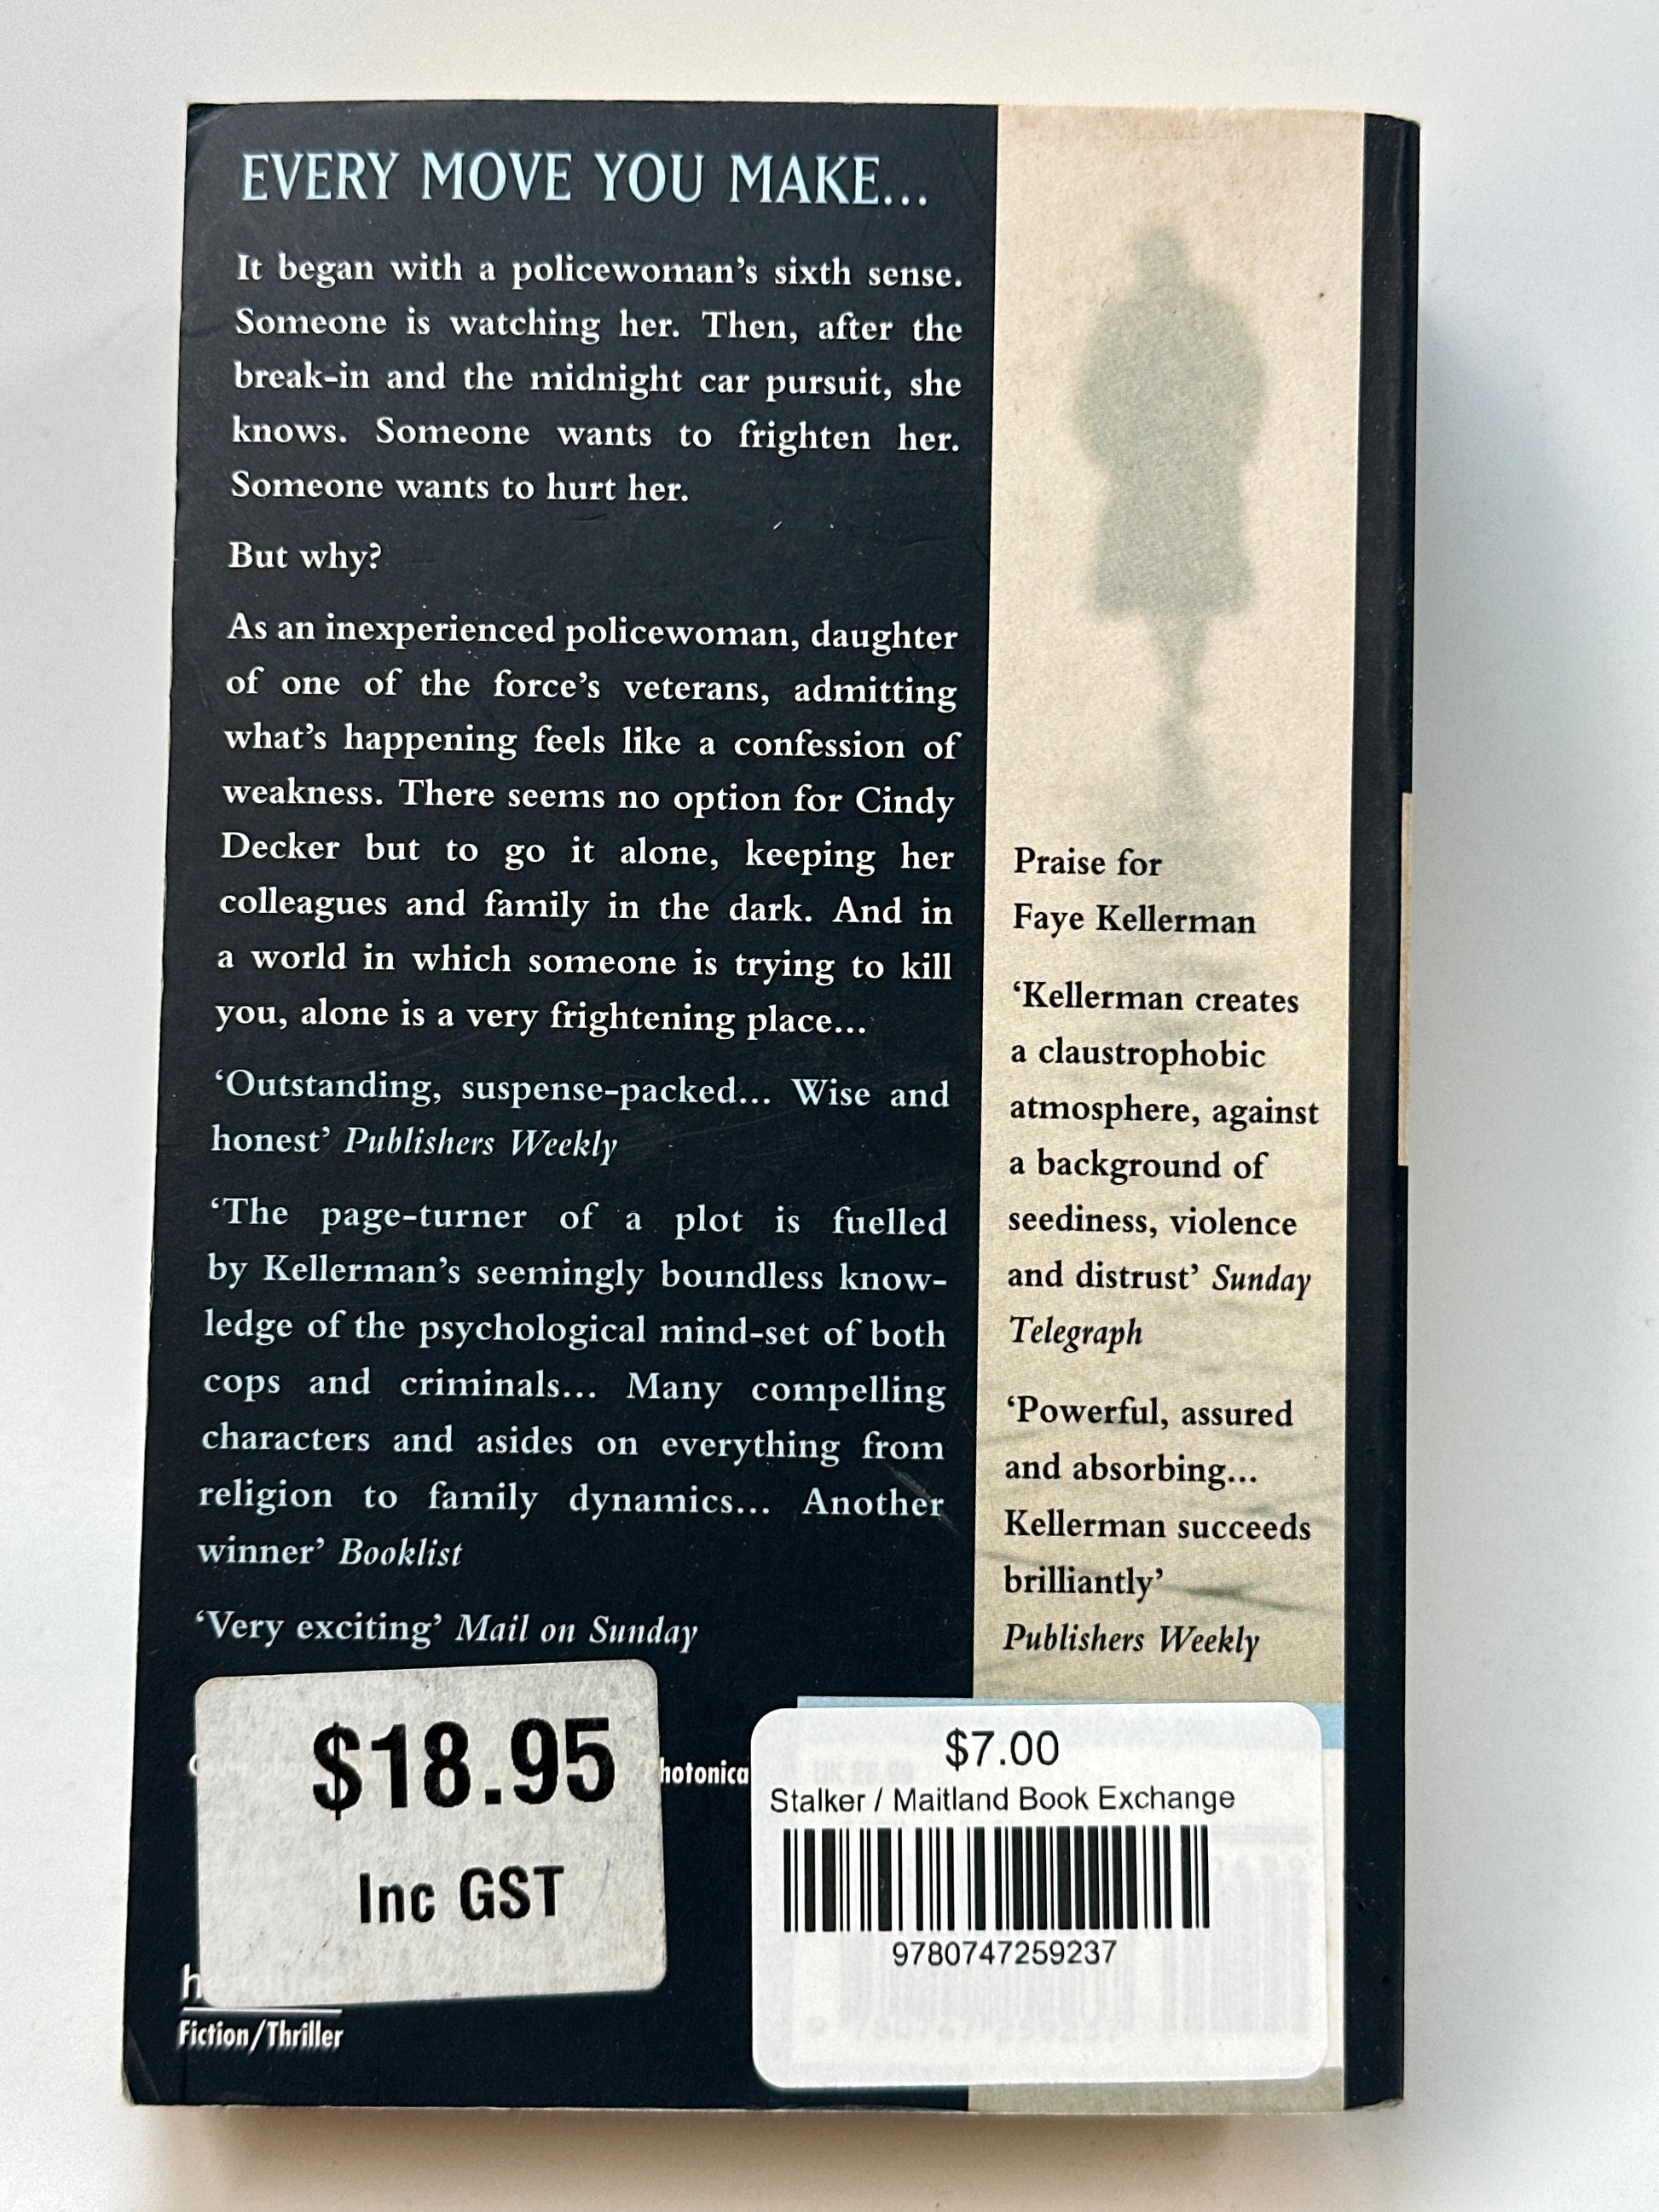 EVERY MOVE YOU MAKE...
It began with a policewoman’s sixth sense.
Someone is watching her. Then, after the
break-in and the midnight car pursuit, she
knows. Someone wants to frighten her.
Someone wants to hurt her.
But why?
As an inexperienced policewoman, daughter
of one of the force’s veterans, admitting
what’s happening feels like a confession of
weakness. There seems no option for Cindy
Decker but to go it alone, keeping her
colleagues and family in the dark. And in
a world in which someone is trying to kill
you, alone is a very frightening place...
‘Outstanding, suspense-packed... Wise and
honest’ Publishers Weekly
‘The page-turner of a plot is fuelled
by Kellerman’s seemingly boundless know-
ledge of the psychological mind-set of both
cops and criminals... Many compelling
characters and asides on everything from
religion to family dynamics... Another
winner’ Booklist
‘Very exciting’ Mail on Sunday
Praise for
Faye Kellerman
‘Kellerman creates
a claustrophobic
atmosphere, against
a background of
seediness, violence
and distrust’ Sunday
Telegraph
‘Powerful, assured
and absorbing...
Kellerman succeeds
brilliantly’
Publishers Weekly
$18.95
Inc GST
hotonica
Fiction/Thriller
$7.00
Stalker / Maitland Book Exchange
9780747259237